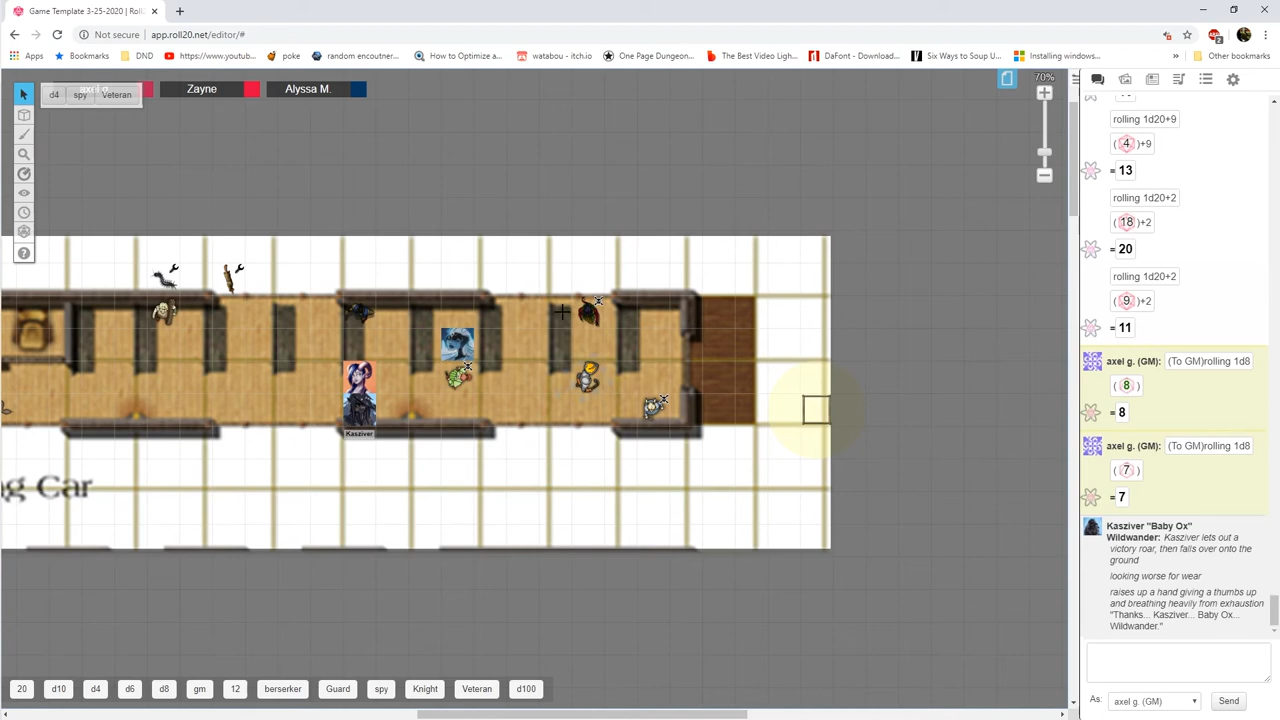 Game Template 3-25-2020 | Roll20
Not secure | app.roll20.net/editor/#
2
Apps Bookmarks DND https://www.youtube... poke random encoutner... How to Optimize a... watabou - itch.io One Page Dungeon... The Best Video Ligh... DaFont - Download... Six Ways to Soup U... Installing windows... » Other bookmarks
Zayne Alyssa M.
d4 spy Veteran
70%
rolling 1d20+9
(4)+9
=13
rolling 1d20+2
(18)+2
=20
rolling 1d20+2
(9)+2
=11
axel g. (GM): (To GM)rolling 1d8
(8)
=8
axel g. (GM): (To GM)rolling 1d8
(7)
=7
Kasziver "Baby Ox"
Wildwander: Kasziver lets out a
victory roar, then falls over onto the
ground
looking worse for wear
raises up a hand giving a thumbs up
and breathing heavily from exhaustion
"Thanks... Kasziver... Baby Ox...
Wildwander."
Kasziver
ng Car
20 d10 d4 d6 d8 gm 12 berserker Guard spy Knight Veteran d100
As: axel g. (GM) Send